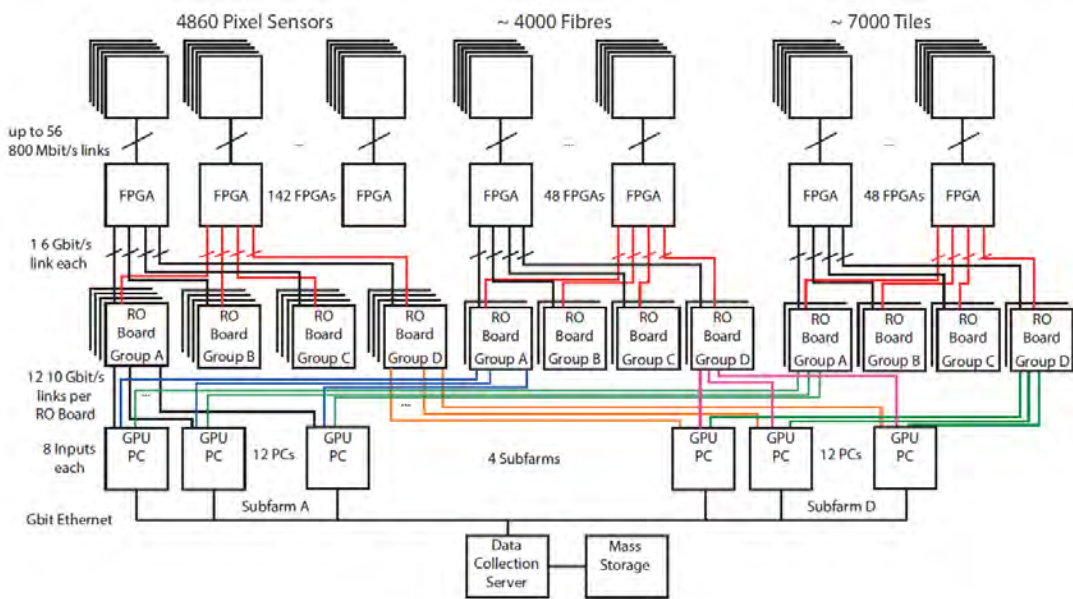 4860 Pixel Sensors
~ 4000 Fibres
~ 7000 Tiles
up to 56
800 Mbit/s links
...
...
...
FPGA
FPGA
142 FPGAs
FPGA
FPGA
48 FPGAs
FPGA
FPGA
48 FPGAs
FPGA
1 6 Gbit/s
link each
RO
Board
Group A
RO
Board
Group B
RO
Board
Group C
RO
Board
Group D
RO
Board
Group A
RO
Board
Group B
RO
Board
Group C
RO
Board
Group D
RO
Board
Group A
RO
Board
Group B
RO
Board
Group C
RO
Board
Group D
12 10 Gbit/s
links per
RO Board
...
...
8 Inputs
each
GPU
PC
GPU
PC
12 PCs
GPU
PC
4 Subfarms
GPU
PC
GPU
PC
12 PCs
GPU
PC
Subfarm A
Subfarm D
Gbit Ethernet
Data
Collection
Server
Mass
Storage